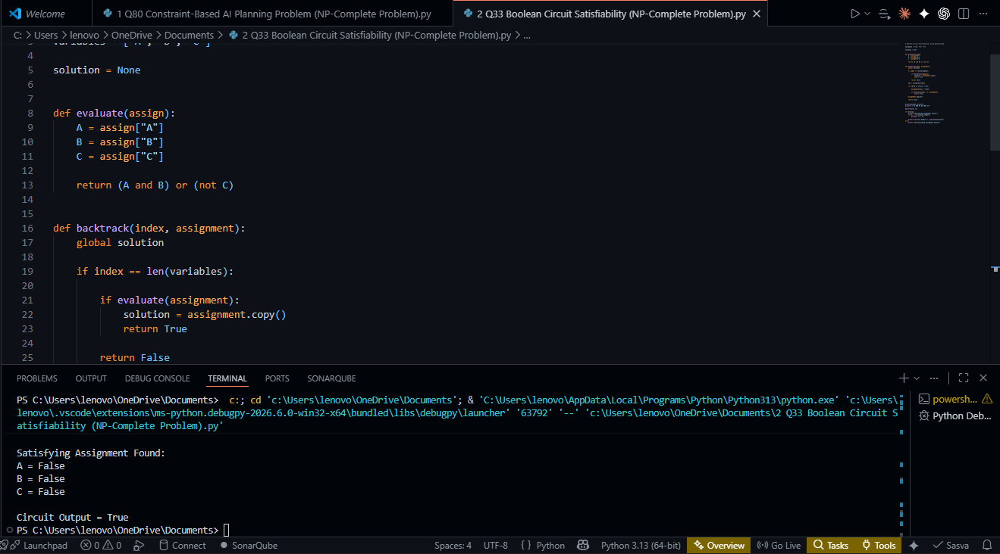 Welcome
1 Q80 Constraint-Based AI Planning Problem (NP-Complete Problem).py
2 Q33 Boolean Circuit Satisfiability (NP-Complete Problem).py
C: > Users > lenovo > OneDrive > Documents > 2 Q33 Boolean Circuit Satisfiability (NP-Complete Problem).py > ...
4
5 solution = None
6
7
8 def evaluate(assign):
9 A = assign["A"]
10 B = assign["B"]
11 C = assign["C"]
12
13 return (A and B) or (not C)
14
15
16 def backtrack(index, assignment):
17 global solution
18
19 if index == len(variables):
20
21 if evaluate(assignment):
22 solution = assignment.copy()
23 return True
24
25 return False
PROBLEMS OUTPUT DEBUG CONSOLE TERMINAL PORTS SONARQUBE
PS C:\Users\lenovo\OneDrive\Documents> c:; cd 'c:\Users\lenovo\OneDrive\Documents'; & 'C:\Users\lenovo\AppData\Local\Programs\Python\Python313\python.exe' 'c:\Users\
lenovo\.vscode\extensions\ms-python.debugpy-2026.6.0-win32-x64\bundled\libs\debugpy\launcher' '63792' '--' 'c:\Users\lenovo\OneDrive\Documents\2 Q33 Boolean Circuit S
atisfiability (NP-Complete Problem).py'
Satisfying Assignment Found:
A = False
B = False
C = False
Circuit Output = True
PS C:\Users\lenovo\OneDrive\Documents>
powersh...
Python Deb...
Launchpad 0 0 Connect SonarQube Spaces: 4 UTF-8 { } Python Python 3.13 (64-bit) Overview Go Live Tasks Tools Sasva